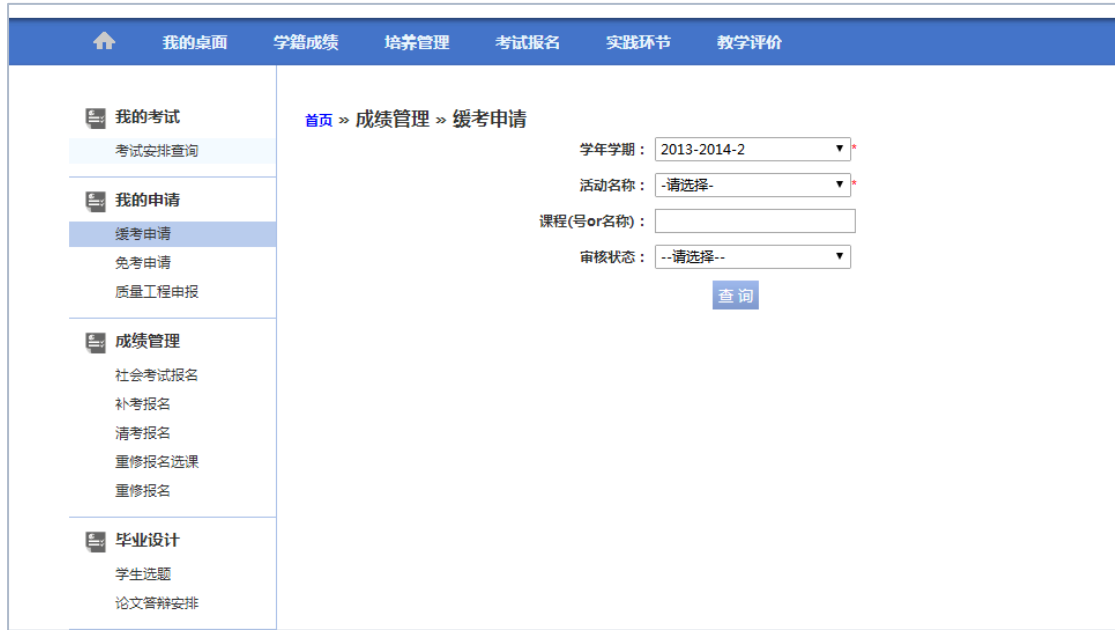 我的桌面 学籍成绩 培养管理 考试报名 实践环节 教学评价
我的考试
考试安排查询
我的申请
缓考申请
免考申请
质量工程申报
成绩管理
社会考试报名
补考报名
清考报名
重修报名选课
重修报名
毕业设计
学生选题
论文答辩安排
首页 » 成绩管理 » 缓考申请
学年学期： 2013-2014-2 *
活动名称： -请选择- *
课程(号or名称)：
审核状态： --请选择--
查 询